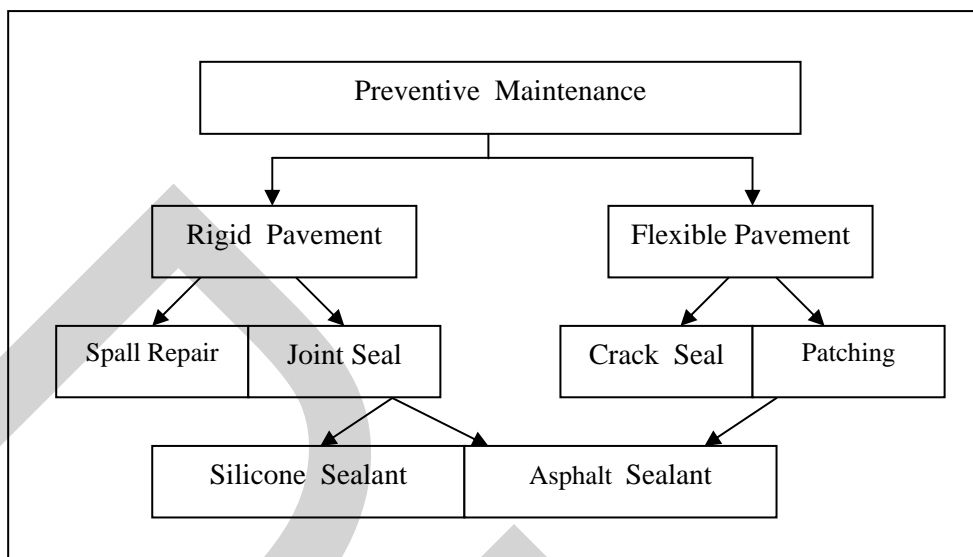 Preventive Maintenance
Rigid Pavement
Flexible Pavement
Spall Repair
Joint Seal
Crack Seal
Patching
Silicone Sealant
Asphalt Sealant